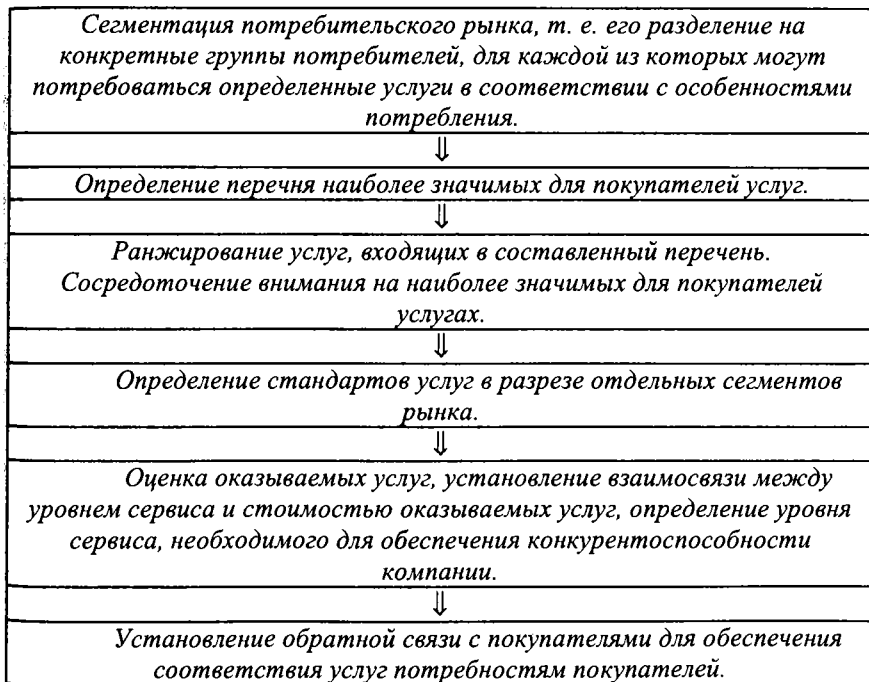 Сегментация потребительского рынка, т. е. его разделение на
конкретные группы потребителей, для каждой из которых могут
потребоваться определенные услуги в соответствии с особенностями
потребления.
⇓
Определение перечня наиболее значимых для покупателей услуг.
⇓
Ранжирование услуг, входящих в составленный перечень.
Сосредоточение внимания на наиболее значимых для покупателей
услугах.
⇓
Определение стандартов услуг в разрезе отдельных сегментов
рынка.
⇓
Оценка оказываемых услуг, установление взаимосвязи между
уровнем сервиса и стоимостью оказываемых услуг, определение уровня
сервиса, необходимого для обеспечения конкурентоспособности
компании.
⇓
Установление обратной связи с покупателями для обеспечения
соответствия услуг потребностям покупателей.